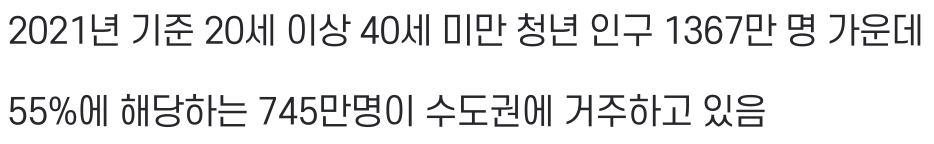 2021년 기준 20세 이상 40세 미만 청년 인구 1367만 명 가운데
55%에 해당하는 745만명이 수도권에 거주하고 있음